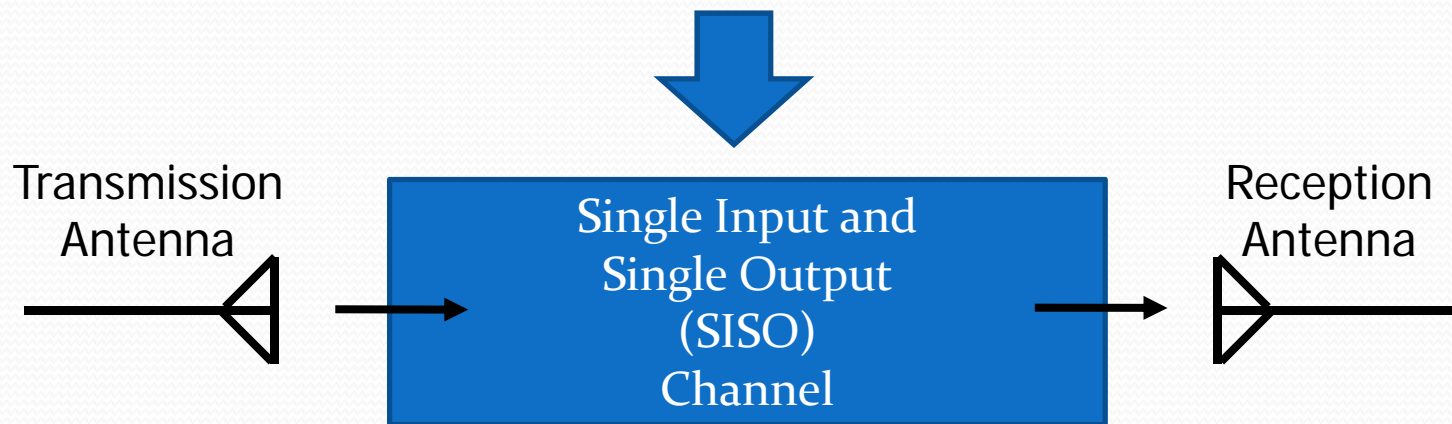 Transmission
Antenna
Single Input and
Single Output
(SISO)
Channel
Reception
Antenna